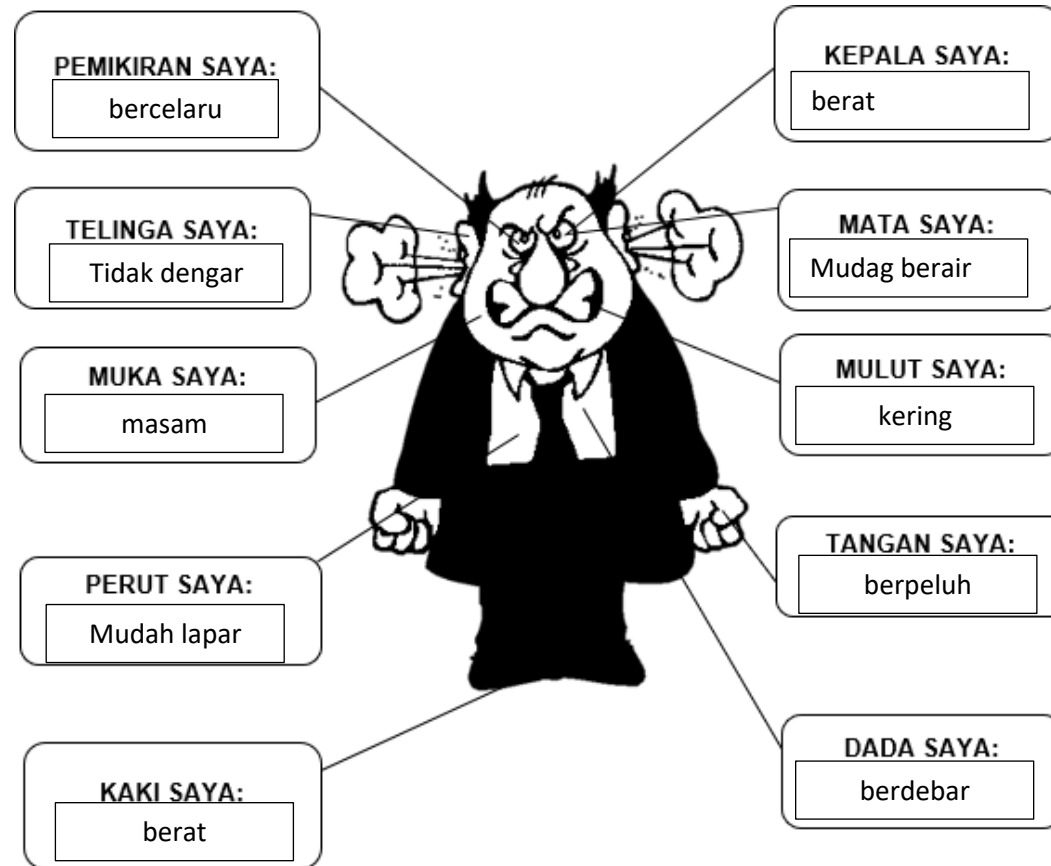 PEMIKIRAN SAYA:
bercelaru
KEPALA SAYA:
berat
TELINGA SAYA:
Tidak dengar
MATA SAYA:
Mudag berair
MUKA SAYA:
masam
MULUT SAYA:
kering
PERUT SAYA:
Mudah lapar
TANGAN SAYA:
berpeluh
KAKI SAYA:
berat
DADA SAYA:
berdebar